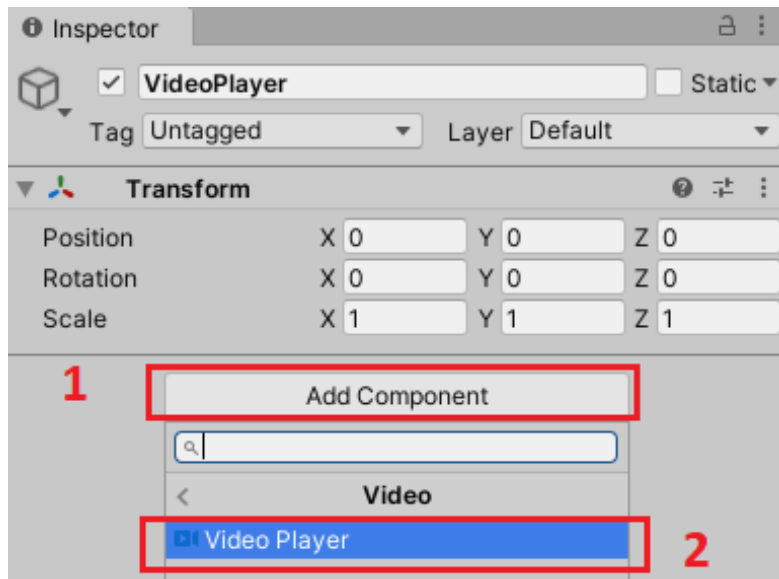 Inspector
VideoPlayer Static
Tag Untagged Layer Default
Transform
Position X 0 Y 0 Z 0
Rotation X 0 Y 0 Z 0
Scale X 1 Y 1 Z 1
1 Add Component
Video
Video Player 2